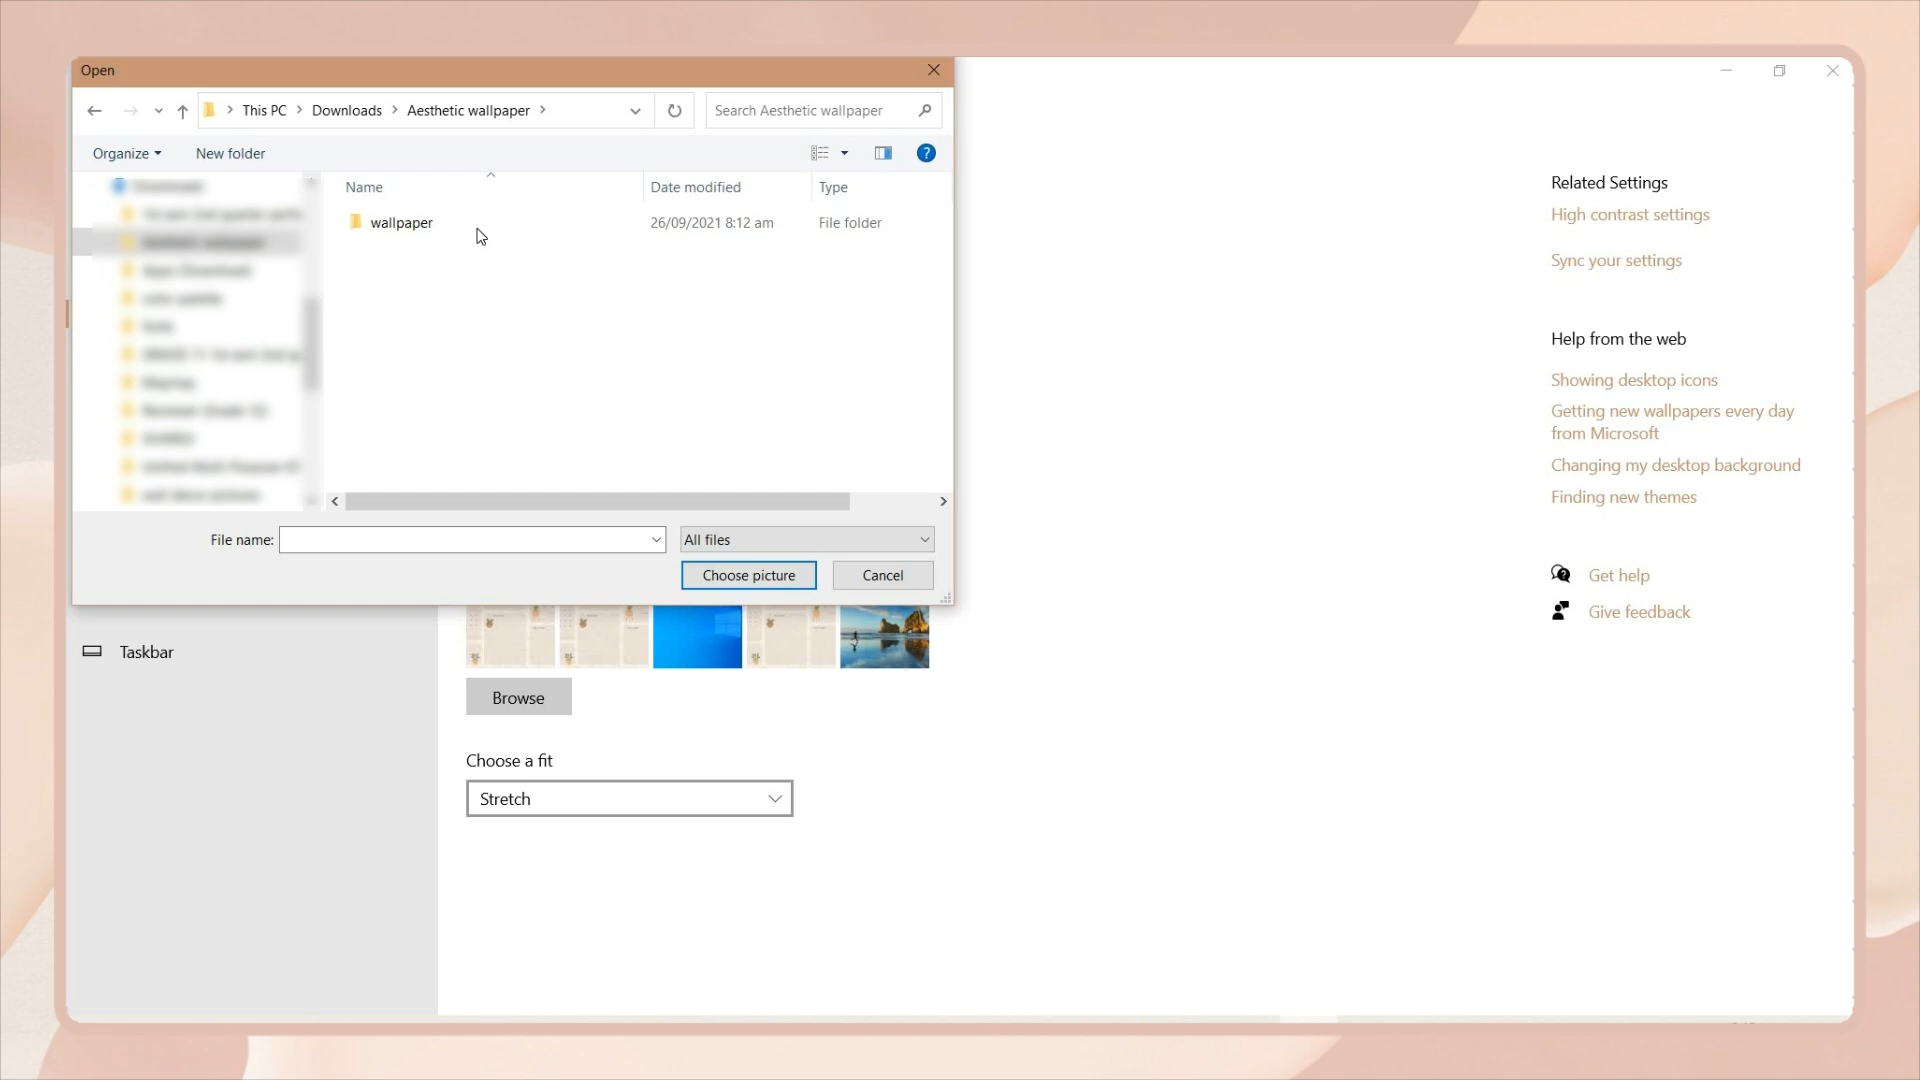 Open
This PC > Downloads > Aesthetic wallpaper >
Search Aesthetic wallpaper
Organize
New folder
?
Name
Date modified
Type
wallpaper
26/09/2021 8:12 am
File folder
File name:
All files
Choose picture
Cancel
Taskbar
Browse
Choose a fit
Stretch
Related Settings
High contrast settings
Sync your settings
Help from the web
Showing desktop icons
Getting new wallpapers every day
from Microsoft
Changing my desktop background
Finding new themes
Get help
Give feedback